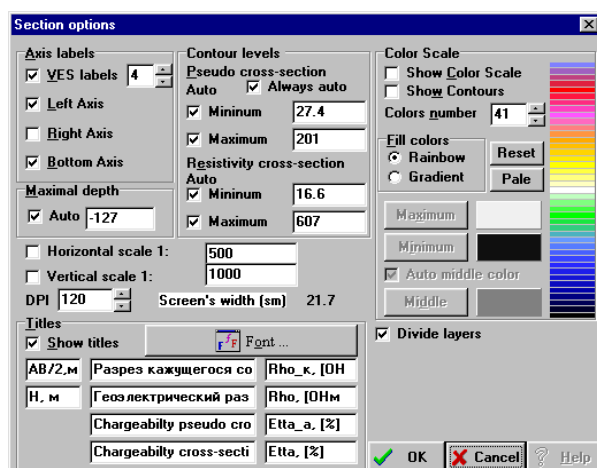 Section options
Axis labels
VES labels 4
Left Axis
Right Axis
Bottom Axis
Maximal depth
Auto -127
Contour levels
Pseudo cross-section
Auto Always auto
Mininum 27.4
Maximum 201
Resistivity cross-section
Auto
Mininum 16.6
Maximum 607
Color Scale
Show Color Scale
Show Contours
Colors number 41
Fill colors
Rainbow
Gradient
Reset
Pale
Maximum
Minimum
Auto middle color
Middle
Horizontal scale 1: 500
Vertical scale 1: 1000
DPI 120 Screen's width (sm) 21.7
Titles
Show titles Font ...
АВ/2,м Разрез кажущегося со Rho_к, [ОН
Н, м Геоэлектрический раз Rho, [ОНм
Chargeabilty pseudo cro Etta_a, [%]
Chargeabilty cross-secti Etta, [%]
Divide layers
OK Cancel Help